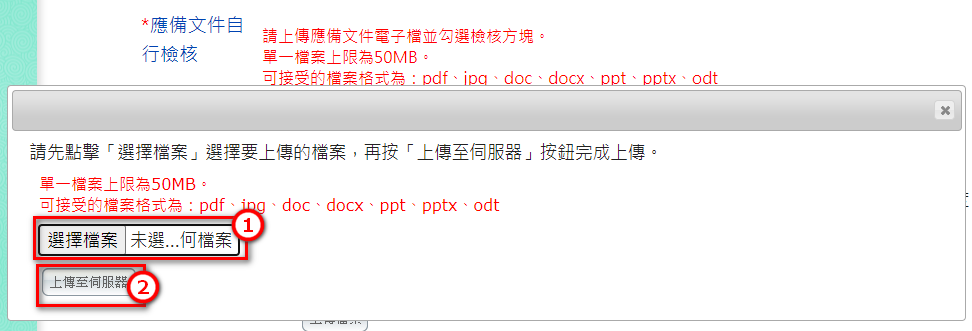 *應備文件自
行檢核
請上傳應備文件電子檔並勾選檢核方塊。
單一檔案上限為50MB。
可接受的檔案格式為：pdf、jpg、doc、docx、ppt、pptx、odt
請先點擊「選擇檔案」選擇要上傳的檔案，再按「上傳至伺服器」按鈕完成上傳。
單一檔案上限為50MB。
可接受的檔案格式為：pdf、jpg、doc、docx、ppt、pptx、odt
1
選擇檔案 未選...何檔案
上傳至伺服器 2
上傳檔案